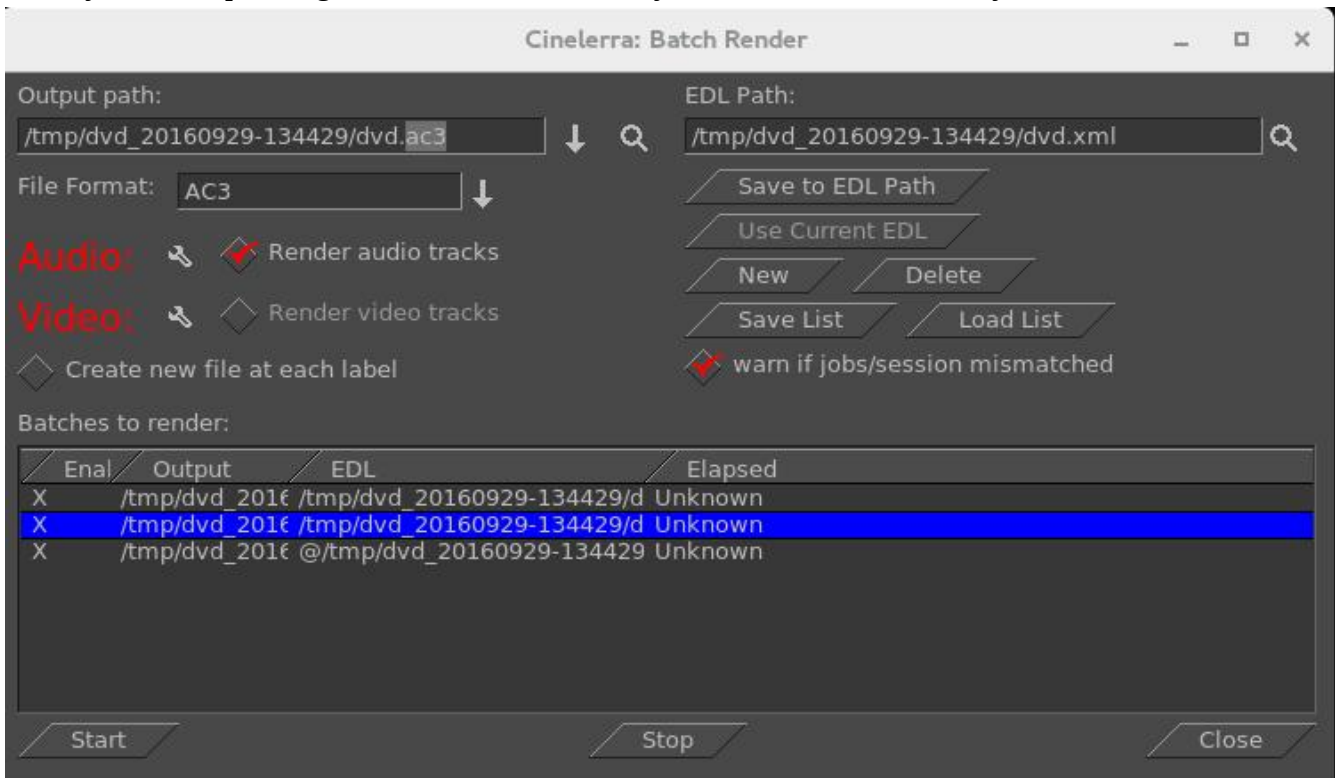 Cinelerra: Batch Render
Output path:
EDL Path:
/tmp/dvd_20160929-134429/dvd.ac3
/tmp/dvd_20160929-134429/dvd.xml
File Format:
AC3
Save to EDL Path
Use Current EDL
Audio:
Render audio tracks
New
Delete
Video:
Render video tracks
Save List
Load List
Create new file at each label
warn if jobs/session mismatched
Batches to render:
Enal Output EDL Elapsed
X /tmp/dvd_2016 /tmp/dvd_20160929-134429/d Unknown
X /tmp/dvd_2016 /tmp/dvd_20160929-134429/d Unknown
X /tmp/dvd_2016 @/tmp/dvd_20160929-134429 Unknown
Start
Stop
Close